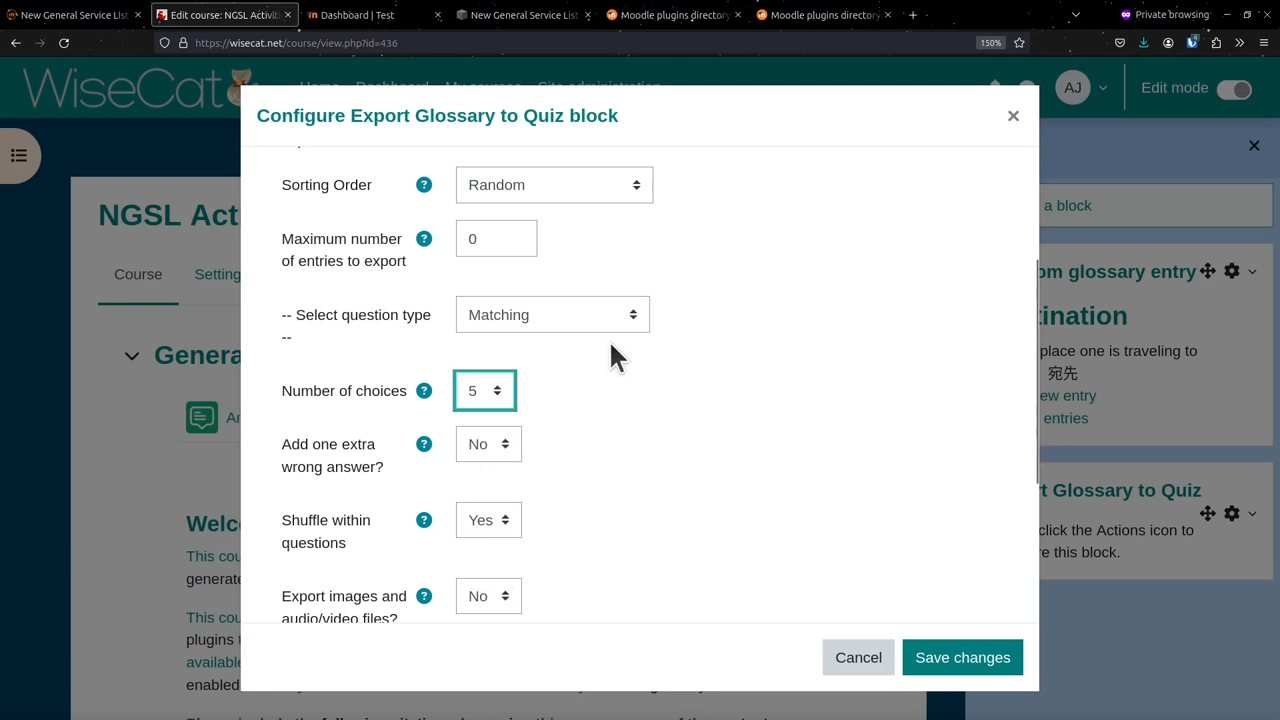 New General Service List
Edit course: NGSL Activiti
Dashboard | Test
New General Service List
Moodle plugins directory
Moodle plugins directory
Private browsing
https://wisecat.net/course/view.php?id=436
150%
WiseCat
AJ
Edit mode
Configure Export Glossary to Quiz block
Sorting Order
Random
Maximum number
of entries to export
0
-- Select question type
--
Matching
Number of choices
5
Add one extra
wrong answer?
No
Shuffle within
questions
Yes
Export images and
audio/video files?
No
Cancel
Save changes
NGSL Act
Course
Setting
Genera
An
Welc
This cou
generate
This cou
plugins
available
enabled
a block
om glossary entry
tination
place one is traveling to
宛先
ew entry
entries
t Glossary to Quiz
click the Actions icon to
re this block.